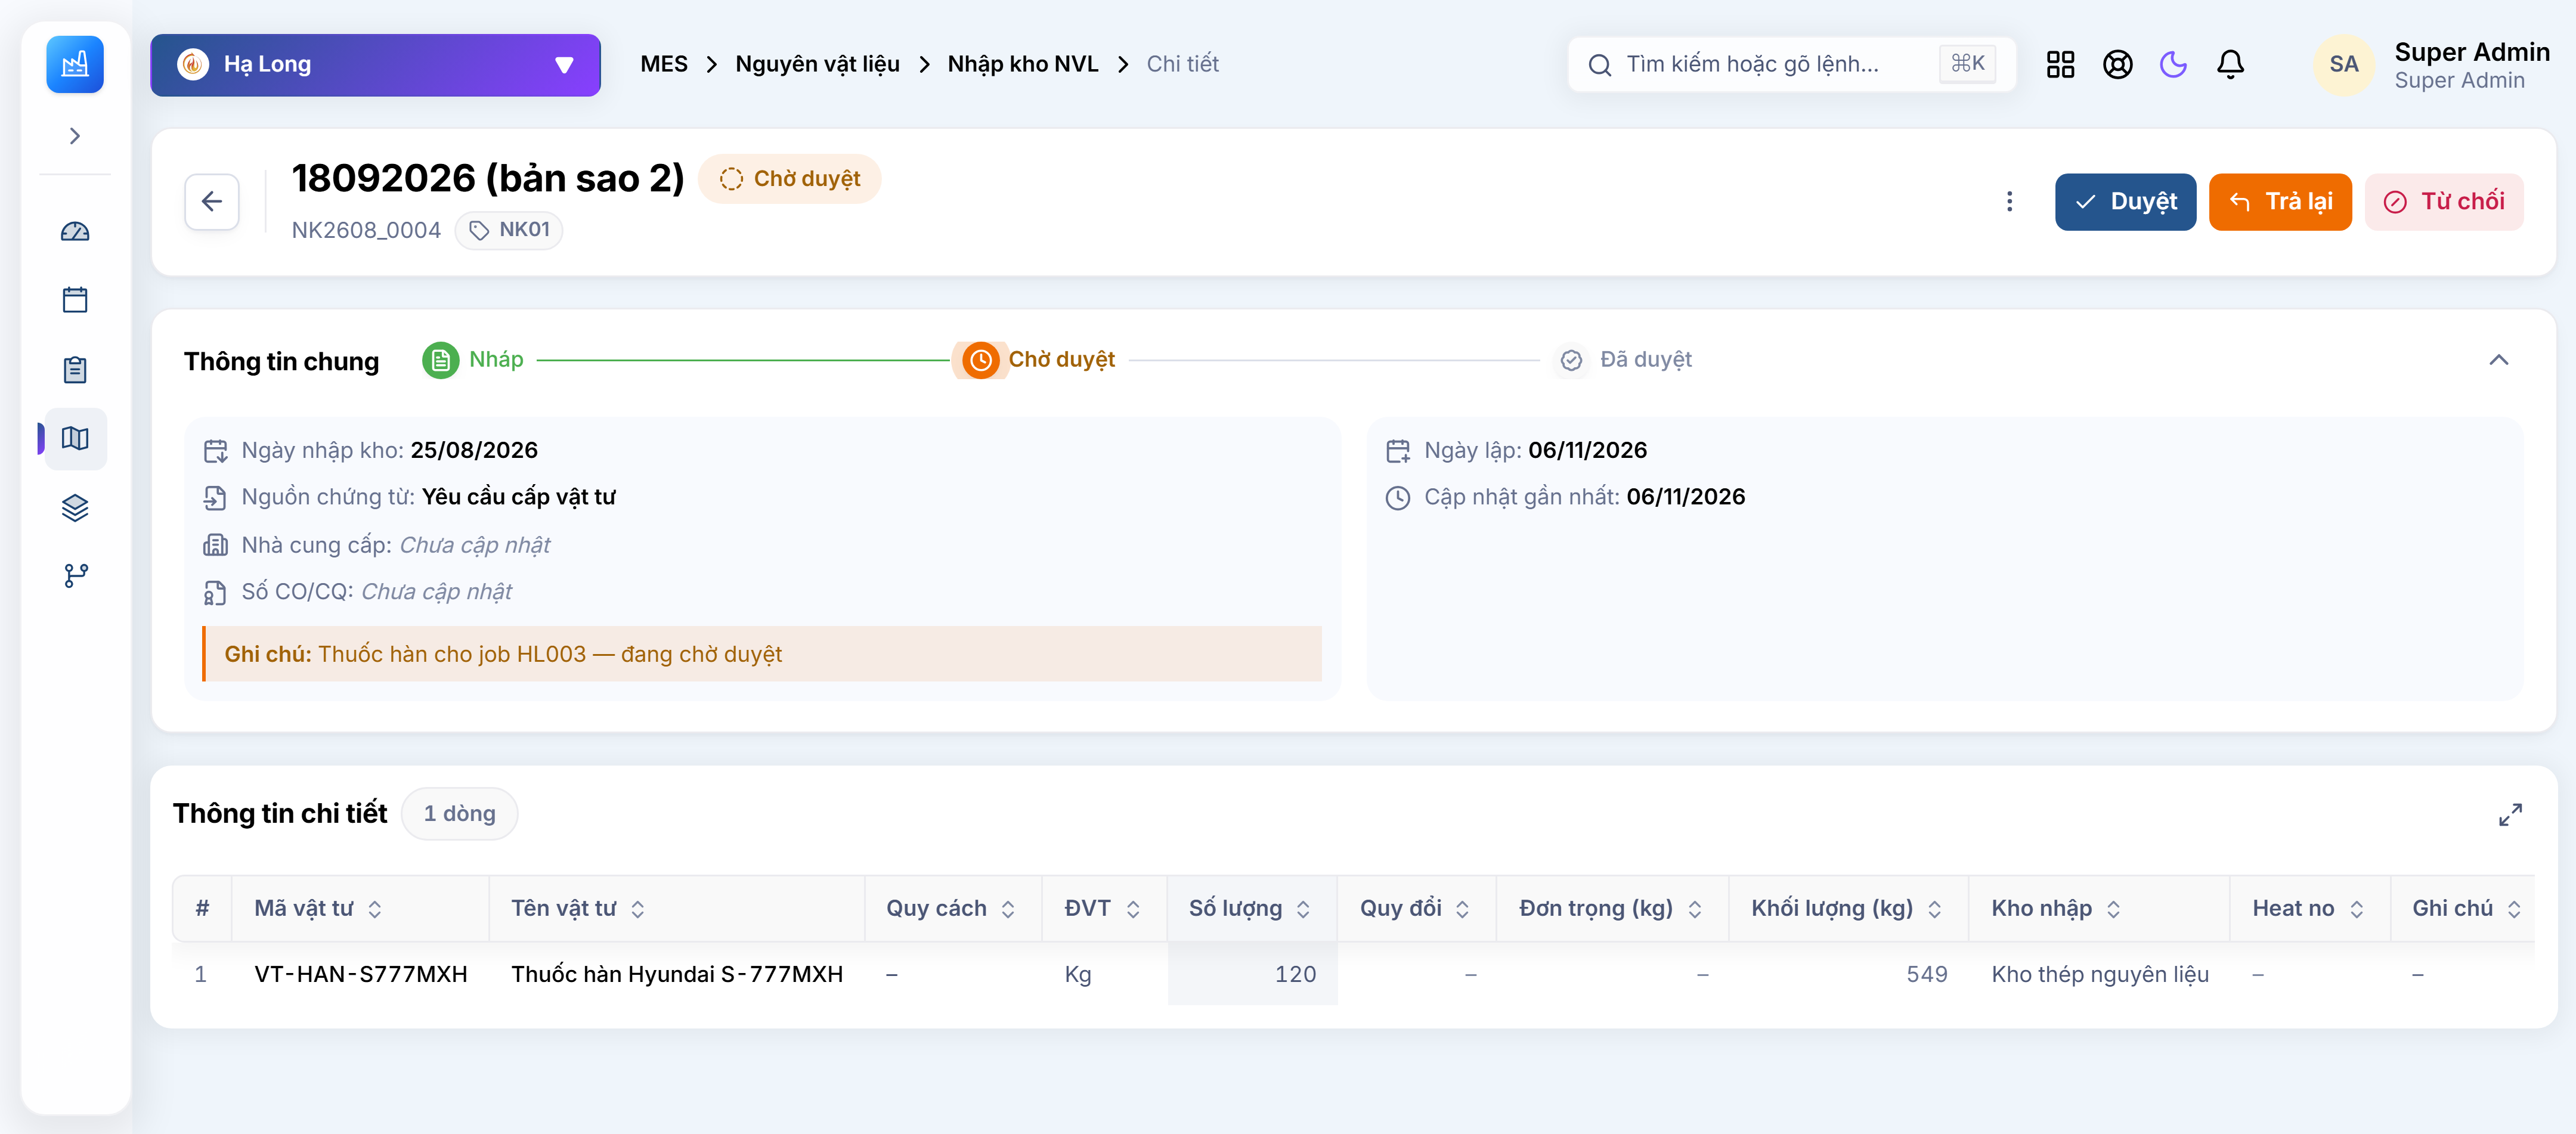 Hạ Long
MES > Nguyên vật liệu > Nhập kho NVL > Chi tiết
Tìm kiếm hoặc gõ lệnh... ⌘K
SA
Super Admin
Super Admin
18092026 (bản sao 2) Chờ duyệt
NK2608_0004 NK01
Duyệt Trả lại Từ chối
Thông tin chung Nháp Chờ duyệt Đã duyệt
Ngày nhập kho: 25/08/2026
Nguồn chứng từ: Yêu cầu cấp vật tư
Nhà cung cấp: Chưa cập nhật
Số CO/CQ: Chưa cập nhật
Ghi chú: Thuốc hàn cho job HL003 — đang chờ duyệt
Ngày lập: 06/11/2026
Cập nhật gần nhất: 06/11/2026
Thông tin chi tiết 1 dòng
# Mã vật tư Tên vật tư Quy cách ĐVT Số lượng Quy đổi Đơn trọng (kg) Khối lượng (kg) Kho nhập Heat no Ghi chú
1 VT-HAN-S777MXH Thuốc hàn Hyundai S-777MXH – Kg 120 – – 549 Kho thép nguyên liệu – –